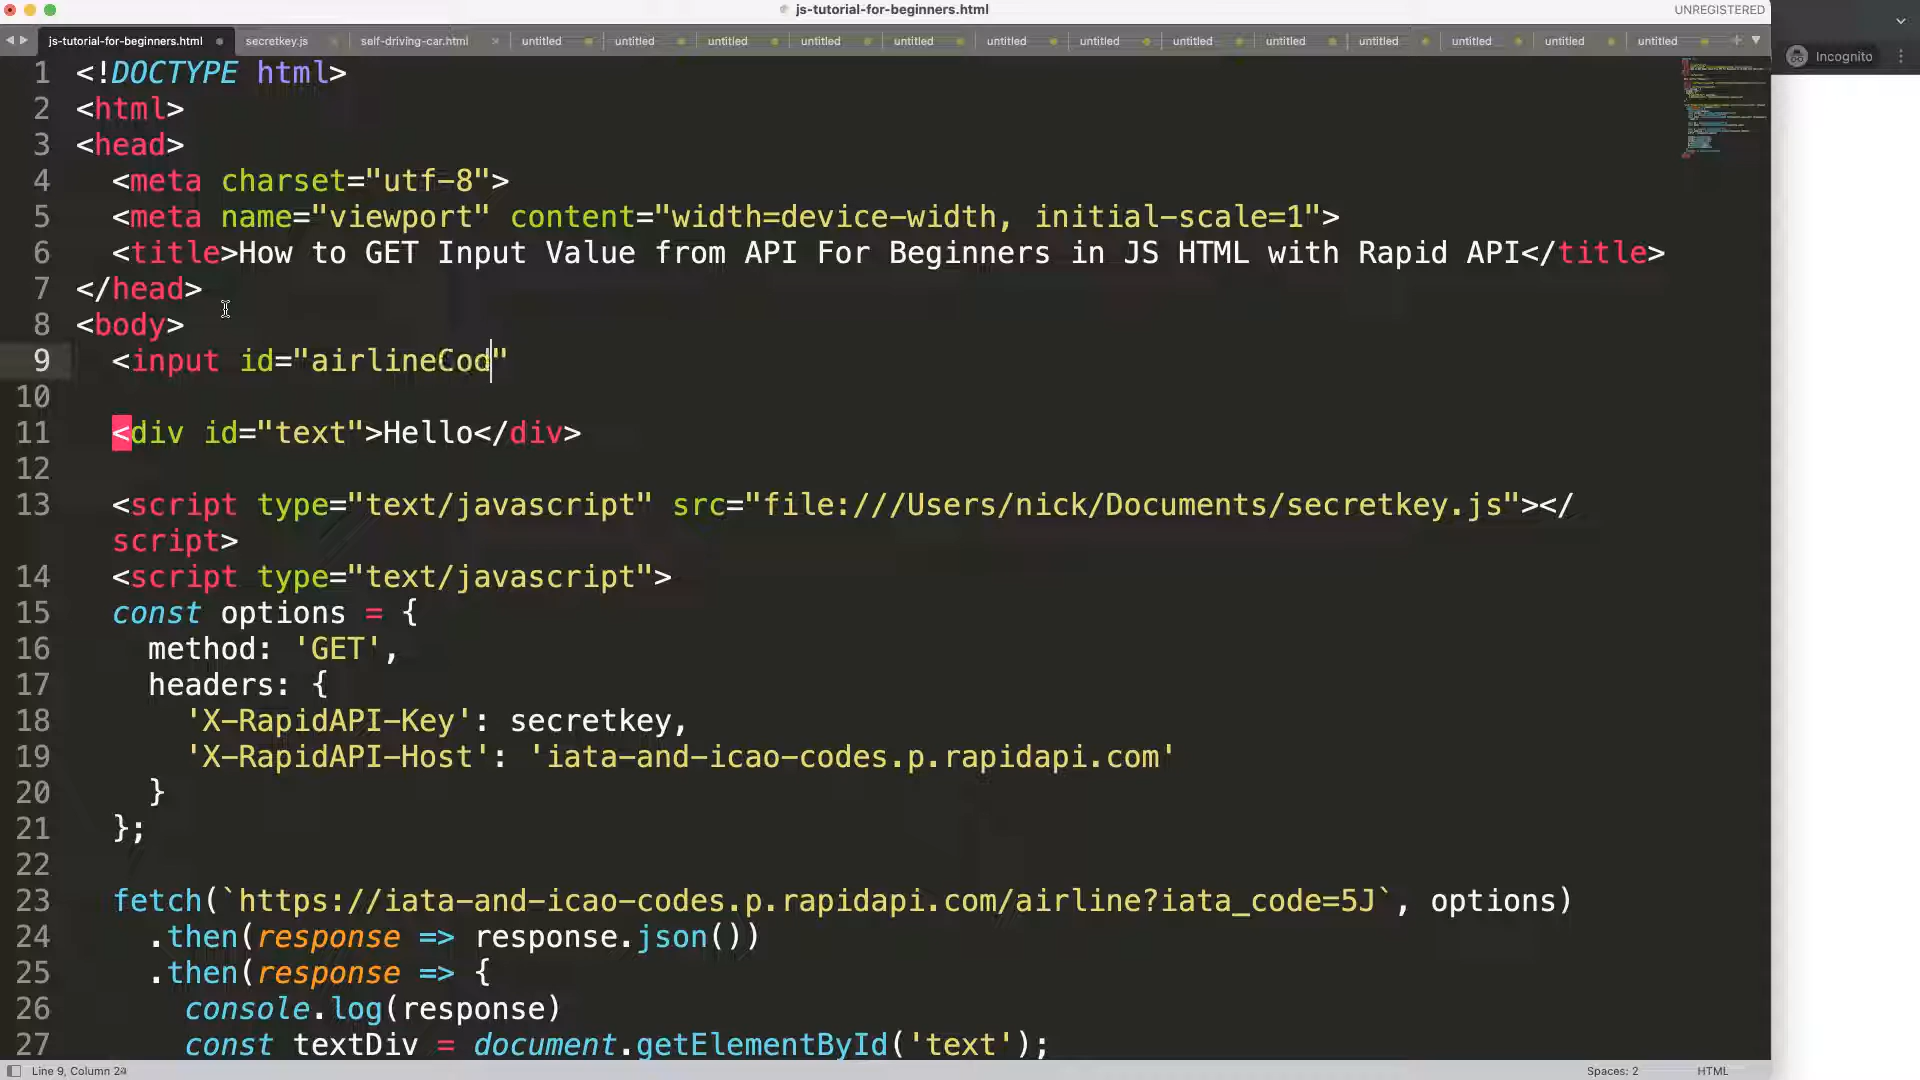 js-tutorial-for-beginners.html
UNREGISTERED
js-tutorial-for-beginners.html secretkey.js self-driving-car.html untitled untitled untitled untitled untitled untitled untitled untitled untitled untitled untitled untitled untitled
Incognito
1 <!DOCTYPE html>
2 <html>
3 <head>
4 <meta charset="utf-8">
5 <meta name="viewport" content="width=device-width, initial-scale=1">
6 <title>How to GET Input Value from API For Beginners in JS HTML with Rapid API</title>
7 </head>
8 <body>
9 <input id="airlineCod"
10
11 <div id="text">Hello</div>
12
13 <script type="text/javascript" src="file:///Users/nick/Documents/secretkey.js"></
script>
14 <script type="text/javascript">
15 const options = {
16 method: 'GET',
17 headers: {
18 'X-RapidAPI-Key': secretkey,
19 'X-RapidAPI-Host': 'iata-and-icao-codes.p.rapidapi.com'
20 }
21 };
22
23 fetch(`https://iata-and-icao-codes.p.rapidapi.com/airline?iata_code=5J`, options)
24 .then(response => response.json())
25 .then(response => {
26 console.log(response)
27 const textDiv = document.getElementById('text');
Line 9, Column 24
Spaces: 2
HTML